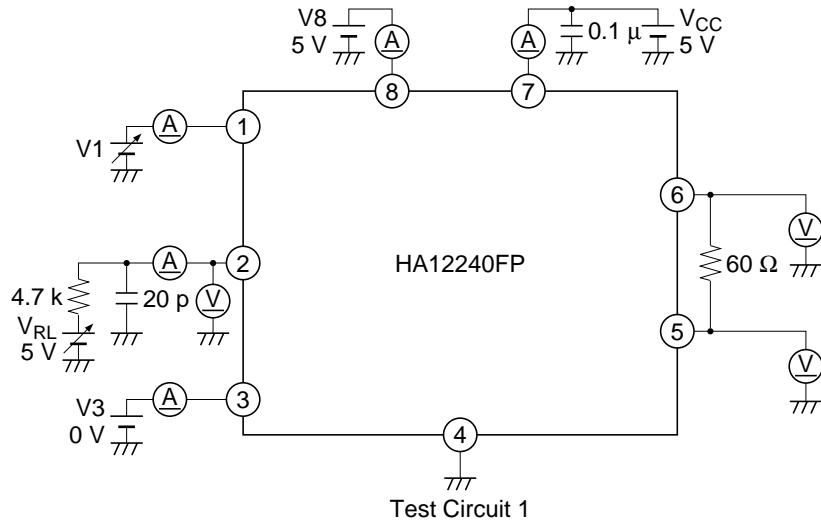 V8
5 V
A
A
0.1 µ
VCC
5 V
8
7
V1
A
1
6
V
60 Ω
HA12240FP
4.7 k
20 p
A
V
2
VRL
5 V
5
V
V3
0 V
A
3
4
Test Circuit 1